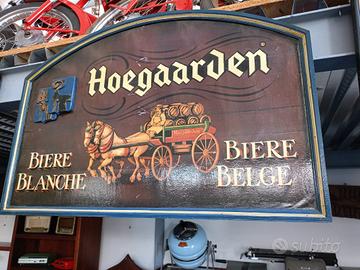 Hoegaarden
BIERE
BLANCHE
BIERE
BELGE
subito